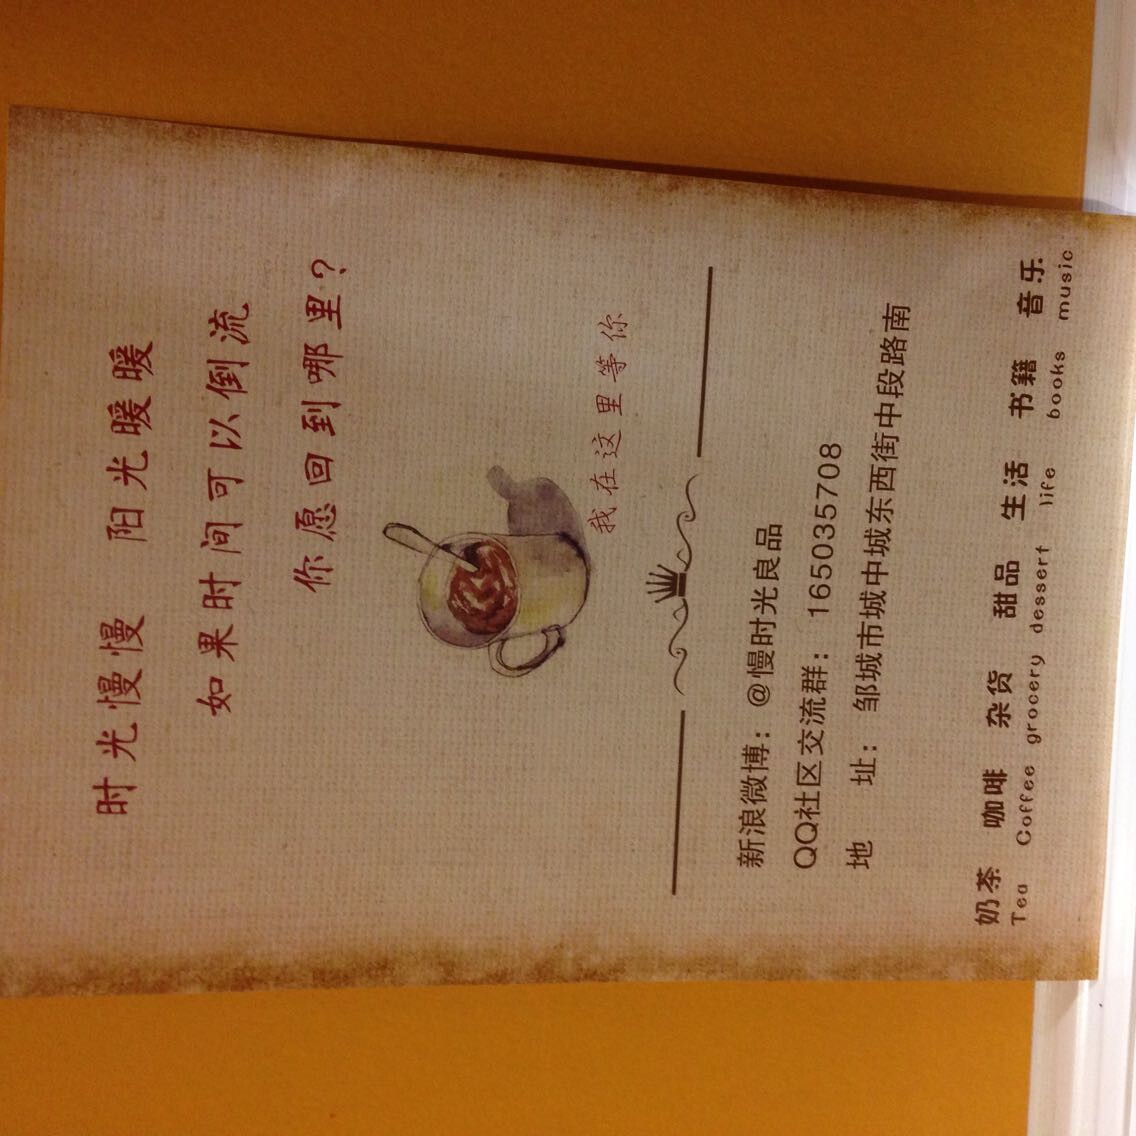 时光慢慢 阳光暖暖
如果时间可以倒流
你愿回到哪里？
我在这里等你
新浪微博：@慢时光良品
QQ社区交流群：165035708
地 址：邹城市城中城东西街中段路南
奶茶 咖啡 杂货 甜品 生活 书籍 音乐
Tea Coffee grocery dessert life books music